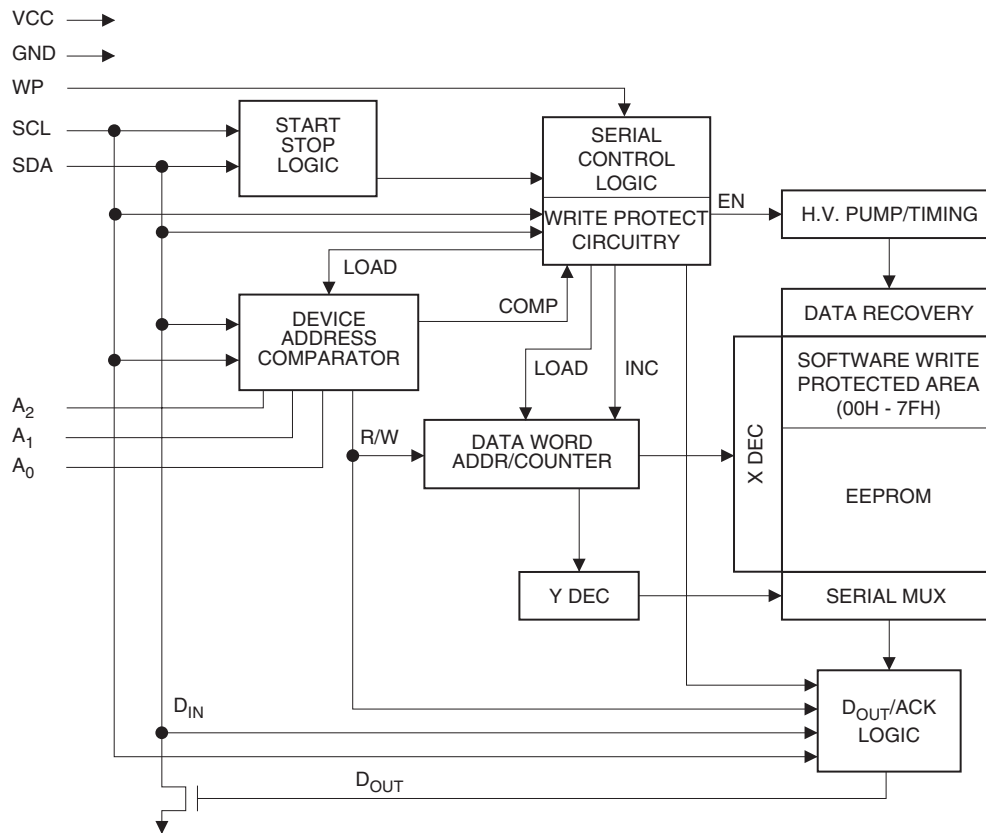 VCC
GND
WP
SCL
SDA
START
STOP
LOGIC
SERIAL
CONTROL
LOGIC
WRITE PROTECT
CIRCUITRY
EN
H.V. PUMP/TIMING
LOAD
COMP
DEVICE
ADDRESS
COMPARATOR
DATA RECOVERY
LOAD
INC
SOFTWARE WRITE
PROTECTED AREA
(00H - 7FH)
X DEC
EEPROM
A2
A1
A0
R/W
DATA WORD
ADDR/COUNTER
Y DEC
SERIAL MUX
DIN
DOUT/ACK
LOGIC
DOUT